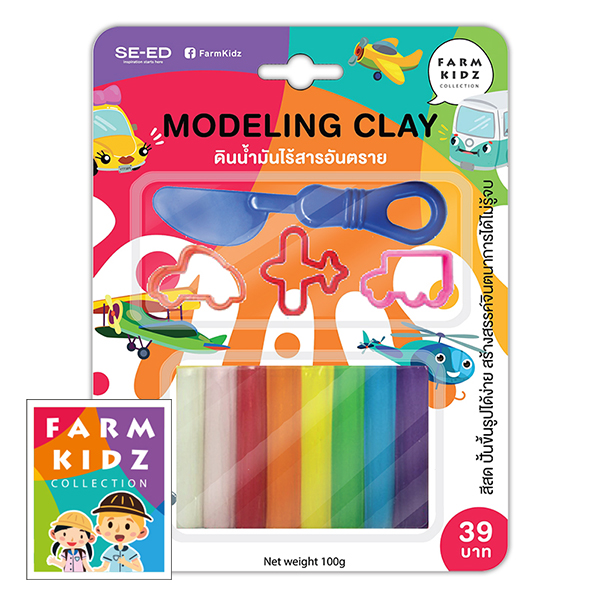 SE-ED
inspiration starts here
FarmKidz
FARM
KIDZ
COLLECTION
MODELING CLAY
ดินน้ำมันไร้สารอันตราย
สีสด ปั้นขึ้นรูปได้ง่าย สร้างสรรค์จินตนาการได้ไม่รู้จบ
FARM
KIDZ
COLLECTION
39
บาท
Net weight 100g